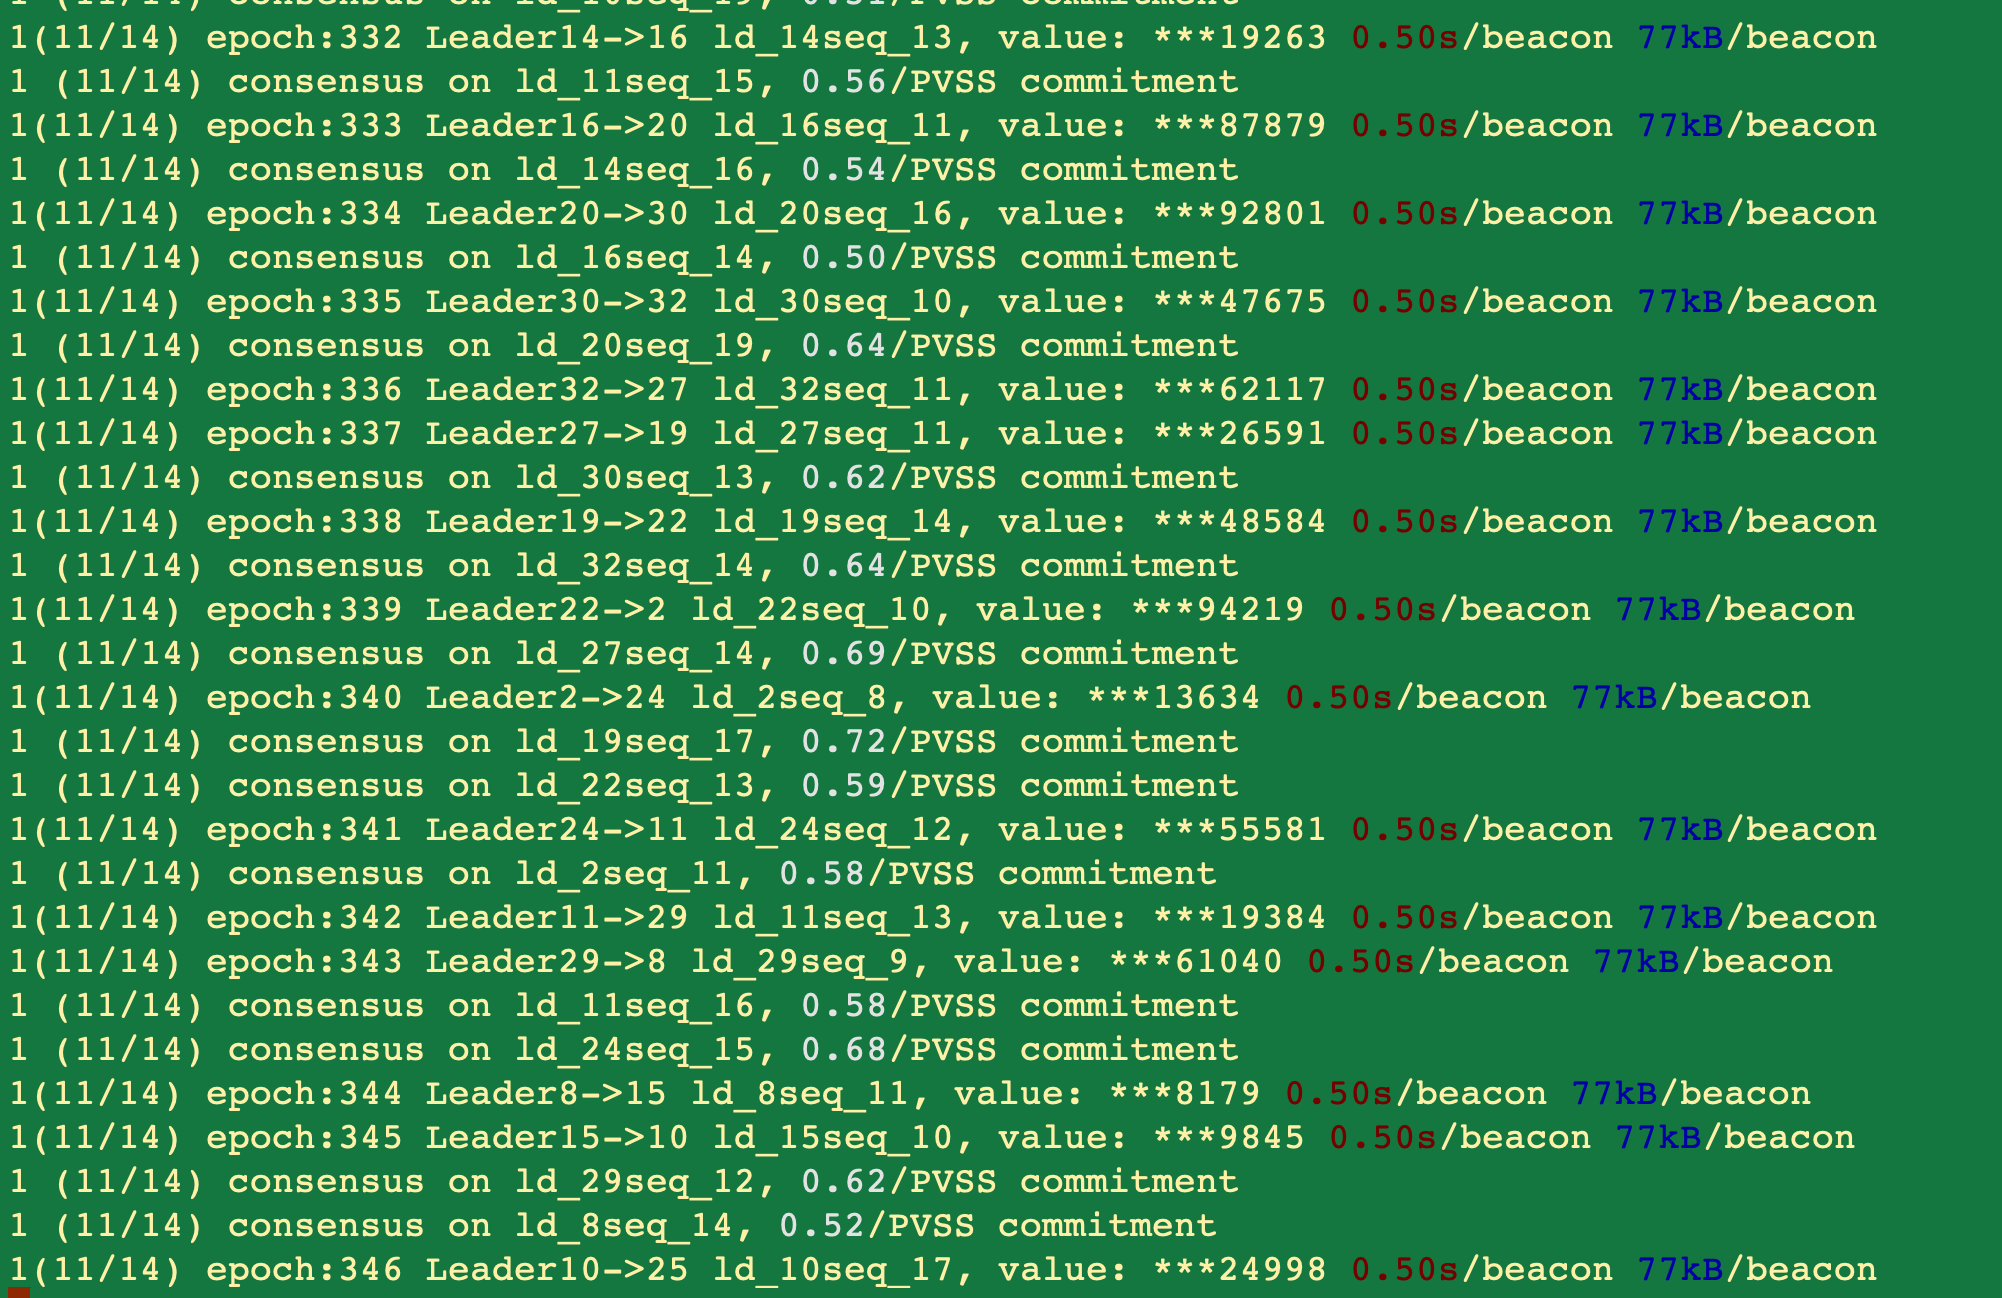 1 (11/14) consensus on ld_10seq_19, 0.51/PVSS commitment
1(11/14) epoch:332 Leader14->16 ld_14seq_13, value: ***19263 0.50s/beacon 77kB/beacon
1 (11/14) consensus on ld_11seq_15, 0.56/PVSS commitment
1(11/14) epoch:333 Leader16->20 ld_16seq_11, value: ***87879 0.50s/beacon 77kB/beacon
1 (11/14) consensus on ld_14seq_16, 0.54/PVSS commitment
1(11/14) epoch:334 Leader20->30 ld_20seq_16, value: ***92801 0.50s/beacon 77kB/beacon
1 (11/14) consensus on ld_16seq_14, 0.50/PVSS commitment
1(11/14) epoch:335 Leader30->32 ld_30seq_10, value: ***47675 0.50s/beacon 77kB/beacon
1 (11/14) consensus on ld_20seq_19, 0.64/PVSS commitment
1(11/14) epoch:336 Leader32->27 ld_32seq_11, value: ***62117 0.50s/beacon 77kB/beacon
1(11/14) epoch:337 Leader27->19 ld_27seq_11, value: ***26591 0.50s/beacon 77kB/beacon
1 (11/14) consensus on ld_30seq_13, 0.62/PVSS commitment
1(11/14) epoch:338 Leader19->22 ld_19seq_14, value: ***48584 0.50s/beacon 77kB/beacon
1 (11/14) consensus on ld_32seq_14, 0.64/PVSS commitment
1(11/14) epoch:339 Leader22->2 ld_22seq_10, value: ***94219 0.50s/beacon 77kB/beacon
1 (11/14) consensus on ld_27seq_14, 0.69/PVSS commitment
1(11/14) epoch:340 Leader2->24 ld_2seq_8, value: ***13634 0.50s/beacon 77kB/beacon
1 (11/14) consensus on ld_19seq_17, 0.72/PVSS commitment
1 (11/14) consensus on ld_22seq_13, 0.59/PVSS commitment
1(11/14) epoch:341 Leader24->11 ld_24seq_12, value: ***55581 0.50s/beacon 77kB/beacon
1 (11/14) consensus on ld_2seq_11, 0.58/PVSS commitment
1(11/14) epoch:342 Leader11->29 ld_11seq_13, value: ***19384 0.50s/beacon 77kB/beacon
1(11/14) epoch:343 Leader29->8 ld_29seq_9, value: ***61040 0.50s/beacon 77kB/beacon
1 (11/14) consensus on ld_11seq_16, 0.58/PVSS commitment
1 (11/14) consensus on ld_24seq_15, 0.68/PVSS commitment
1(11/14) epoch:344 Leader8->15 ld_8seq_11, value: ***8179 0.50s/beacon 77kB/beacon
1(11/14) epoch:345 Leader15->10 ld_15seq_10, value: ***9845 0.50s/beacon 77kB/beacon
1 (11/14) consensus on ld_29seq_12, 0.62/PVSS commitment
1 (11/14) consensus on ld_8seq_14, 0.52/PVSS commitment
1(11/14) epoch:346 Leader10->25 ld_10seq_17, value: ***24998 0.50s/beacon 77kB/beacon